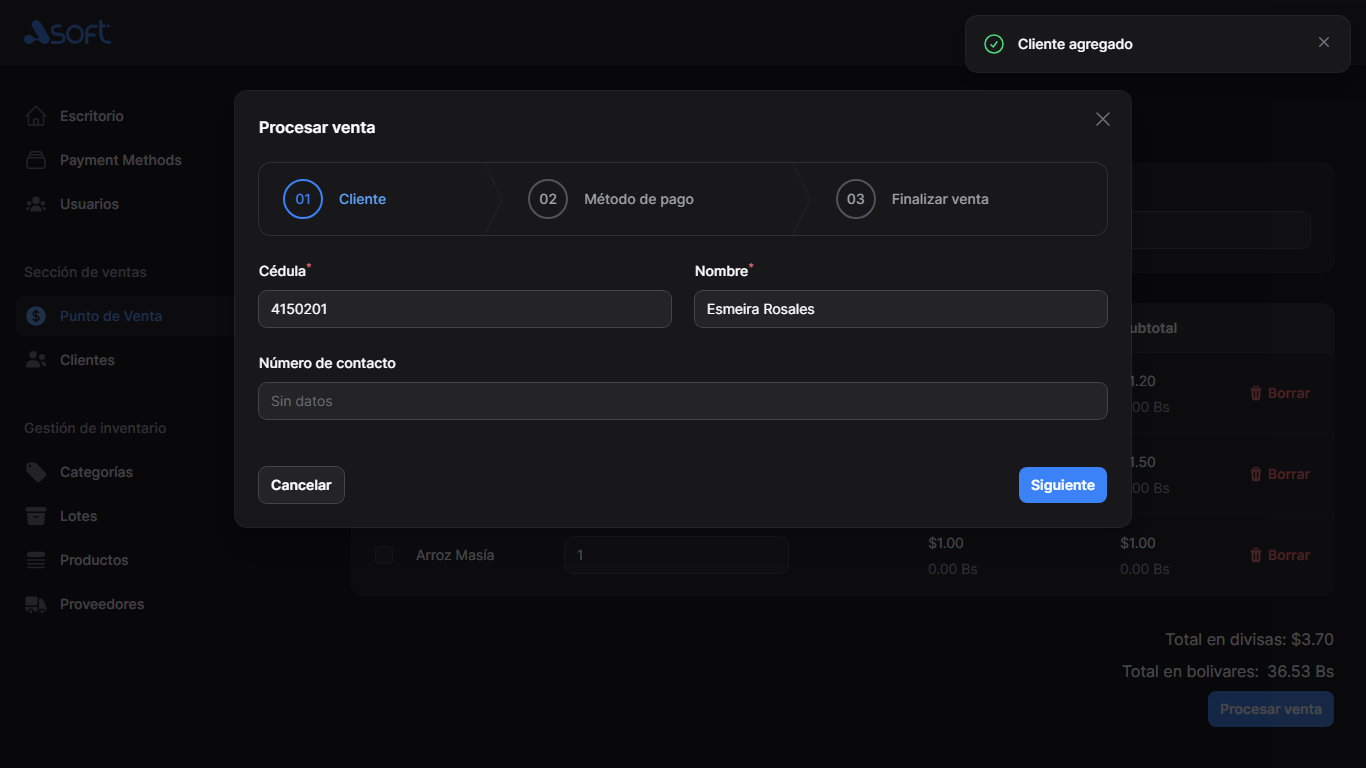 Asoft
Cliente agregado
Escritorio
Payment Methods
Usuarios
Sección de ventas
Punto de Venta
Clientes
Gestión de inventario
Categorías
Lotes
Productos
Proveedores
Procesar venta
01 Cliente
02 Método de pago
03 Finalizar venta
Cédula*
4150201
Nombre*
Esmeira Rosales
Número de contacto
Sin datos
Cancelar
Siguiente
ubtotal
1.20
00 Bs
Borrar
1.50
00 Bs
Borrar
Arroz Masía
1
$1.00
0.00 Bs
$1.00
0.00 Bs
Borrar
Total en divisas: $3.70
Total en bolivares: 36.53 Bs
Procesar venta